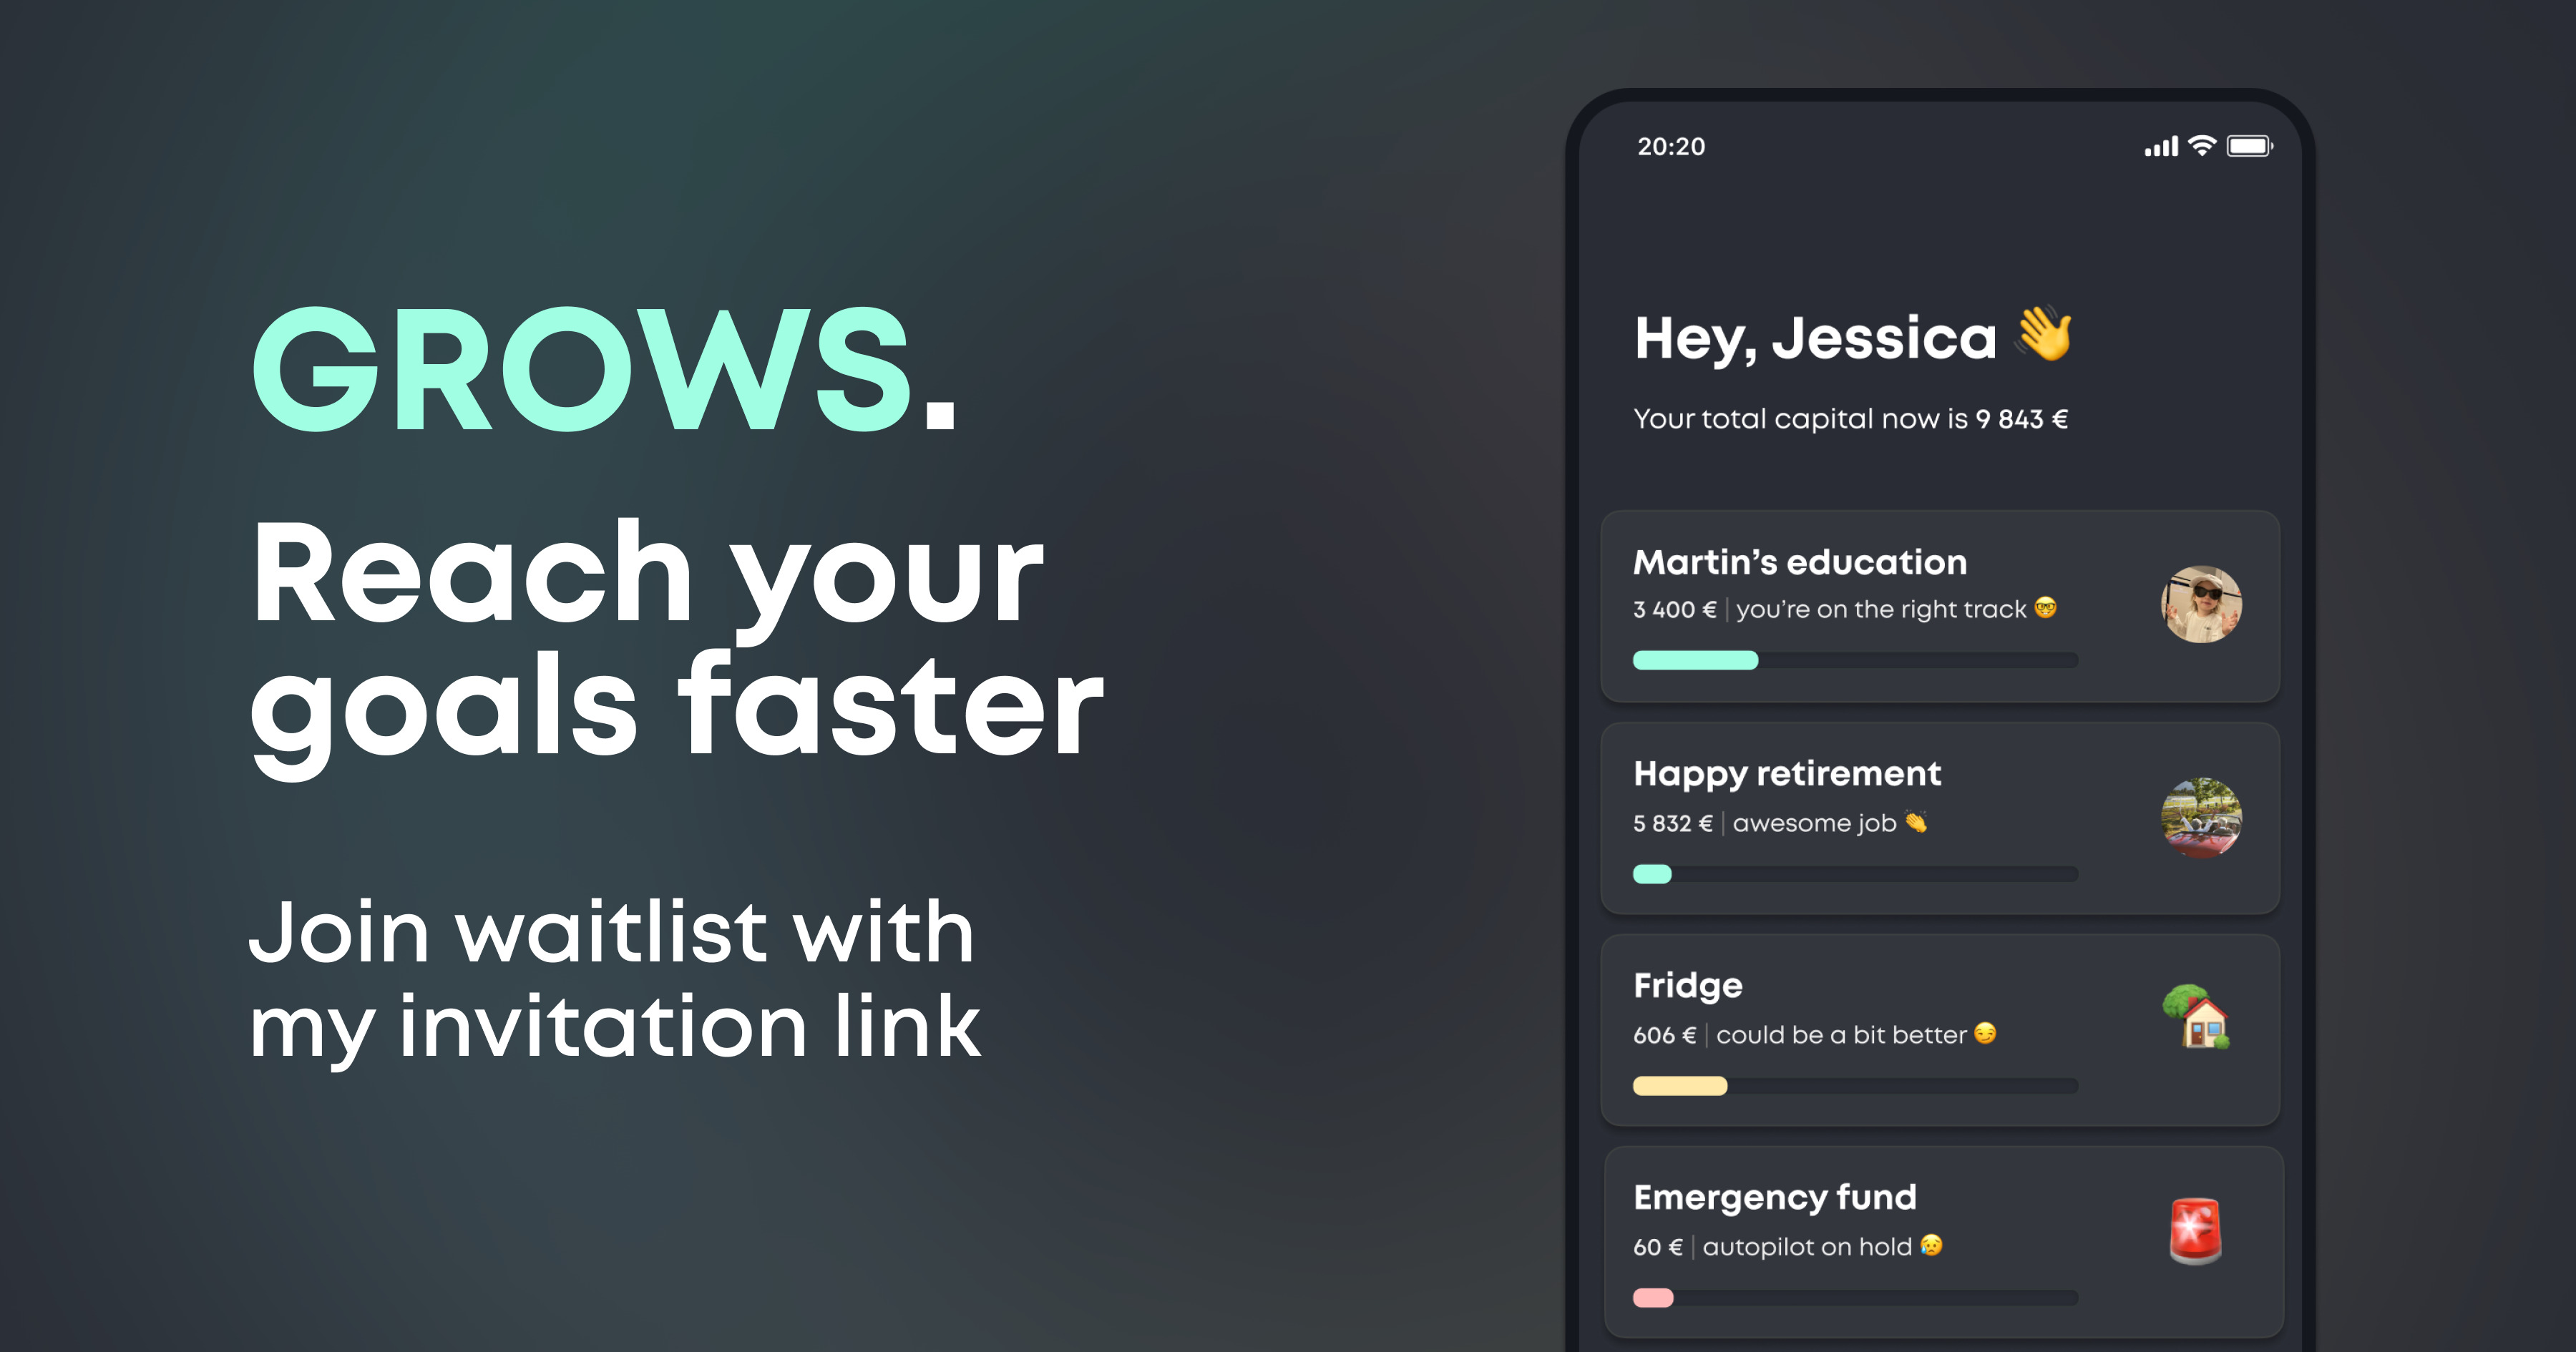 GROWS.
Reach your
goals faster
Join waitlist with
my invitation link
20:20
Hey, Jessica 👋
Your total capital now is 9 843 €
Martin's education
3 400 € | you're on the right track 🤓
Happy retirement
5 832 € | awesome job 👏
Fridge
606 € | could be a bit better 😏
Emergency fund
60 € | autopilot on hold 😥